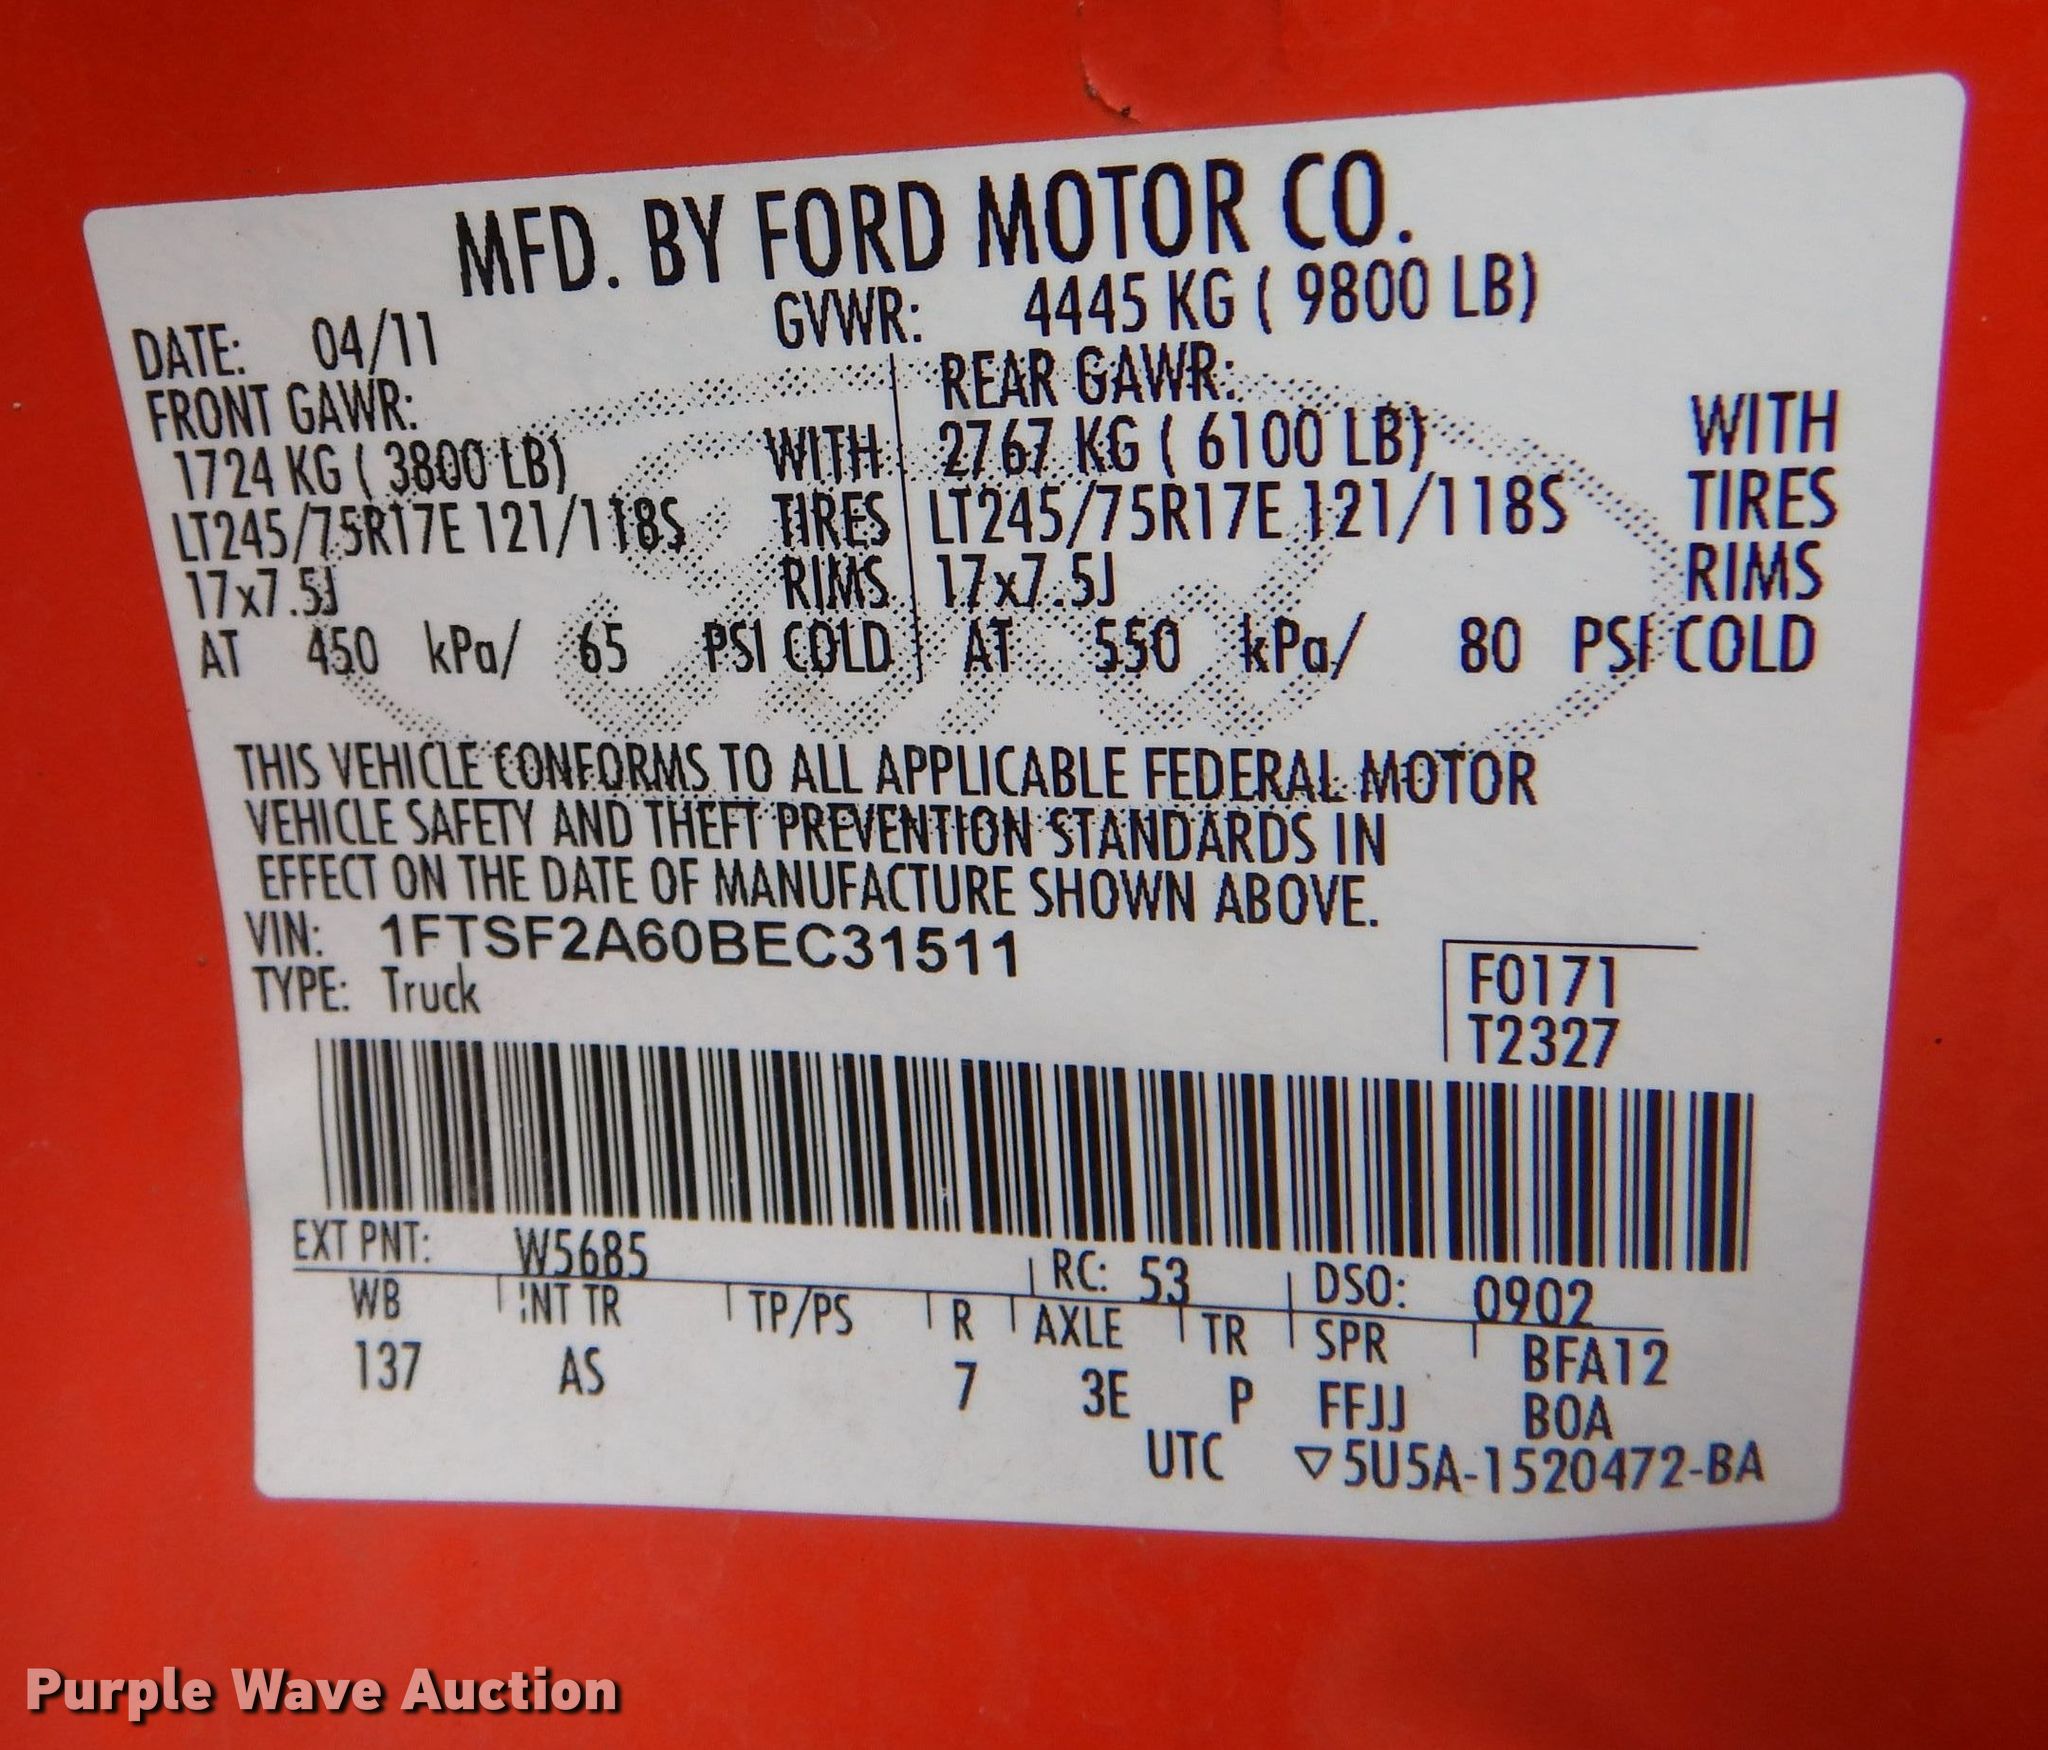 MFD. BY FORD MOTOR CO.
DATE: 04/11 GVWR: 4445 KG ( 9800 LB)
FRONT GAWR: REAR GAWR:
1724 KG ( 3800 LB) WITH 2767 KG ( 6100 LB) WITH
LT245/75R17E 121/118S TIRES LT245/75R17E 121/118S TIRES
17x7.5J RIMS 17x7.5J RIMS
AT 450 kPa/ 65 PSI COLD AT 550 kPa/ 80 PSI COLD
THIS VEHICLE CONFORMS TO ALL APPLICABLE FEDERAL MOTOR
VEHICLE SAFETY AND THEFT PREVENTION STANDARDS IN
EFFECT ON THE DATE OF MANUFACTURE SHOWN ABOVE.
VIN: 1FTSF2A60BEC31511
TYPE: Truck
F0171
T2327
EXT PNT: W5685 RC: 53 DSO: 0902
WB INT TR TP/PS R AXLE TR SPR BFA12
137 AS 7 3E P FFJJ BOA
UTC ▽5U5A-1520472-BA
Purple Wave Auction